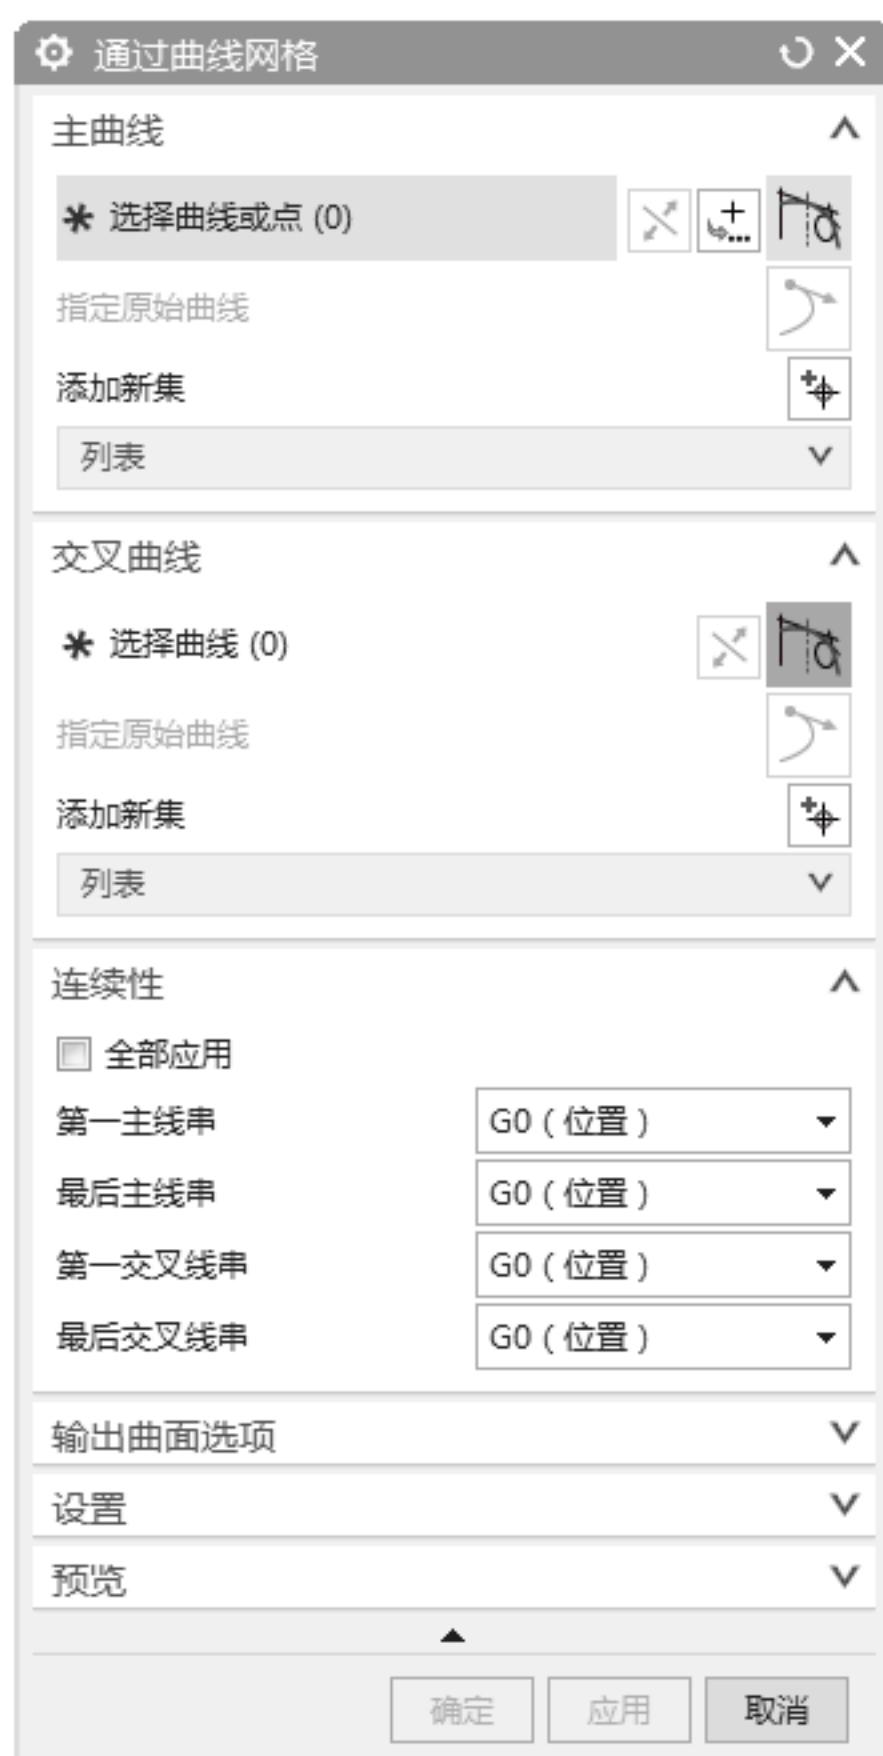 通过曲线网格
主曲线
* 选择曲线或点 (0)
指定原始曲线
添加新集
列表
交叉曲线
* 选择曲线 (0)
指定原始曲线
添加新集
列表
连续性
全部应用
第一主线串 G0 ( 位置 )
最后主线串 G0 ( 位置 )
第一交叉线串 G0 ( 位置 )
最后交叉线串 G0 ( 位置 )
输出曲面选项
设置
预览
确定 应用 取消